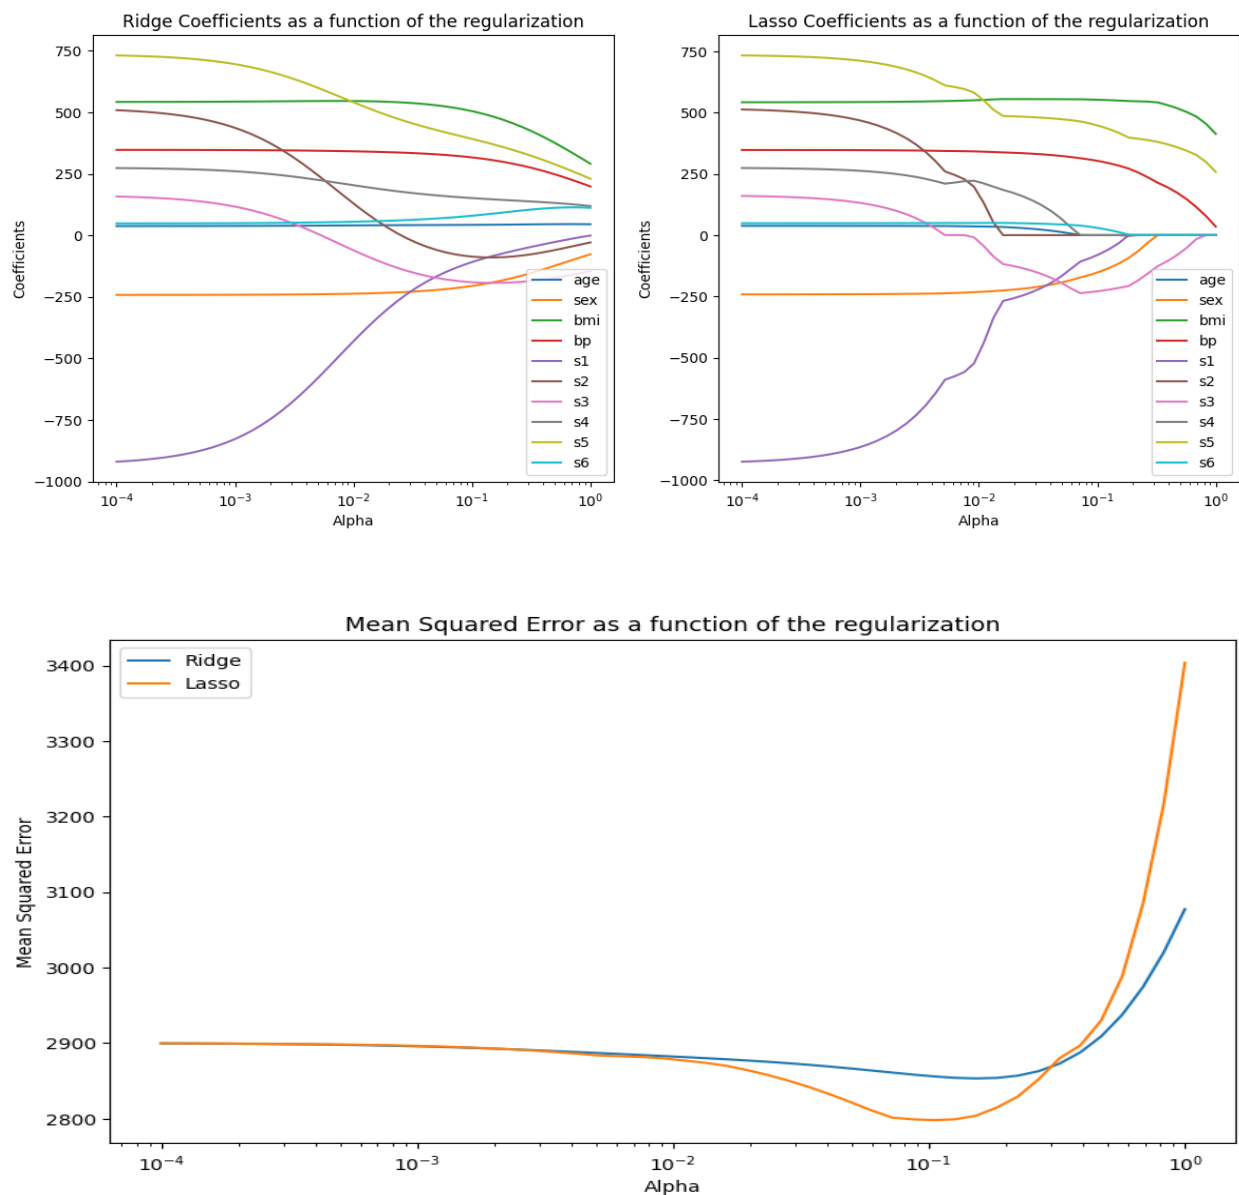 Ridge Coefficients as a function of the regularization
750
500
250
0
−250
−500
−750
−1000
Coefficients
10⁻⁴
10⁻³
10⁻²
10⁻¹
10⁰
Alpha
age
sex
bmi
bp
s1
s2
s3
s4
s5
s6
Lasso Coefficients as a function of the regularization
750
500
250
0
−250
−500
−750
−1000
Coefficients
10⁻⁴
10⁻³
10⁻²
10⁻¹
10⁰
Alpha
age
sex
bmi
bp
s1
s2
s3
s4
s5
s6
Mean Squared Error as a function of the regularization
Ridge
Lasso
3400
3300
3200
3100
3000
2900
2800
Mean Squared Error
10⁻⁴
10⁻³
10⁻²
10⁻¹
10⁰
Alpha